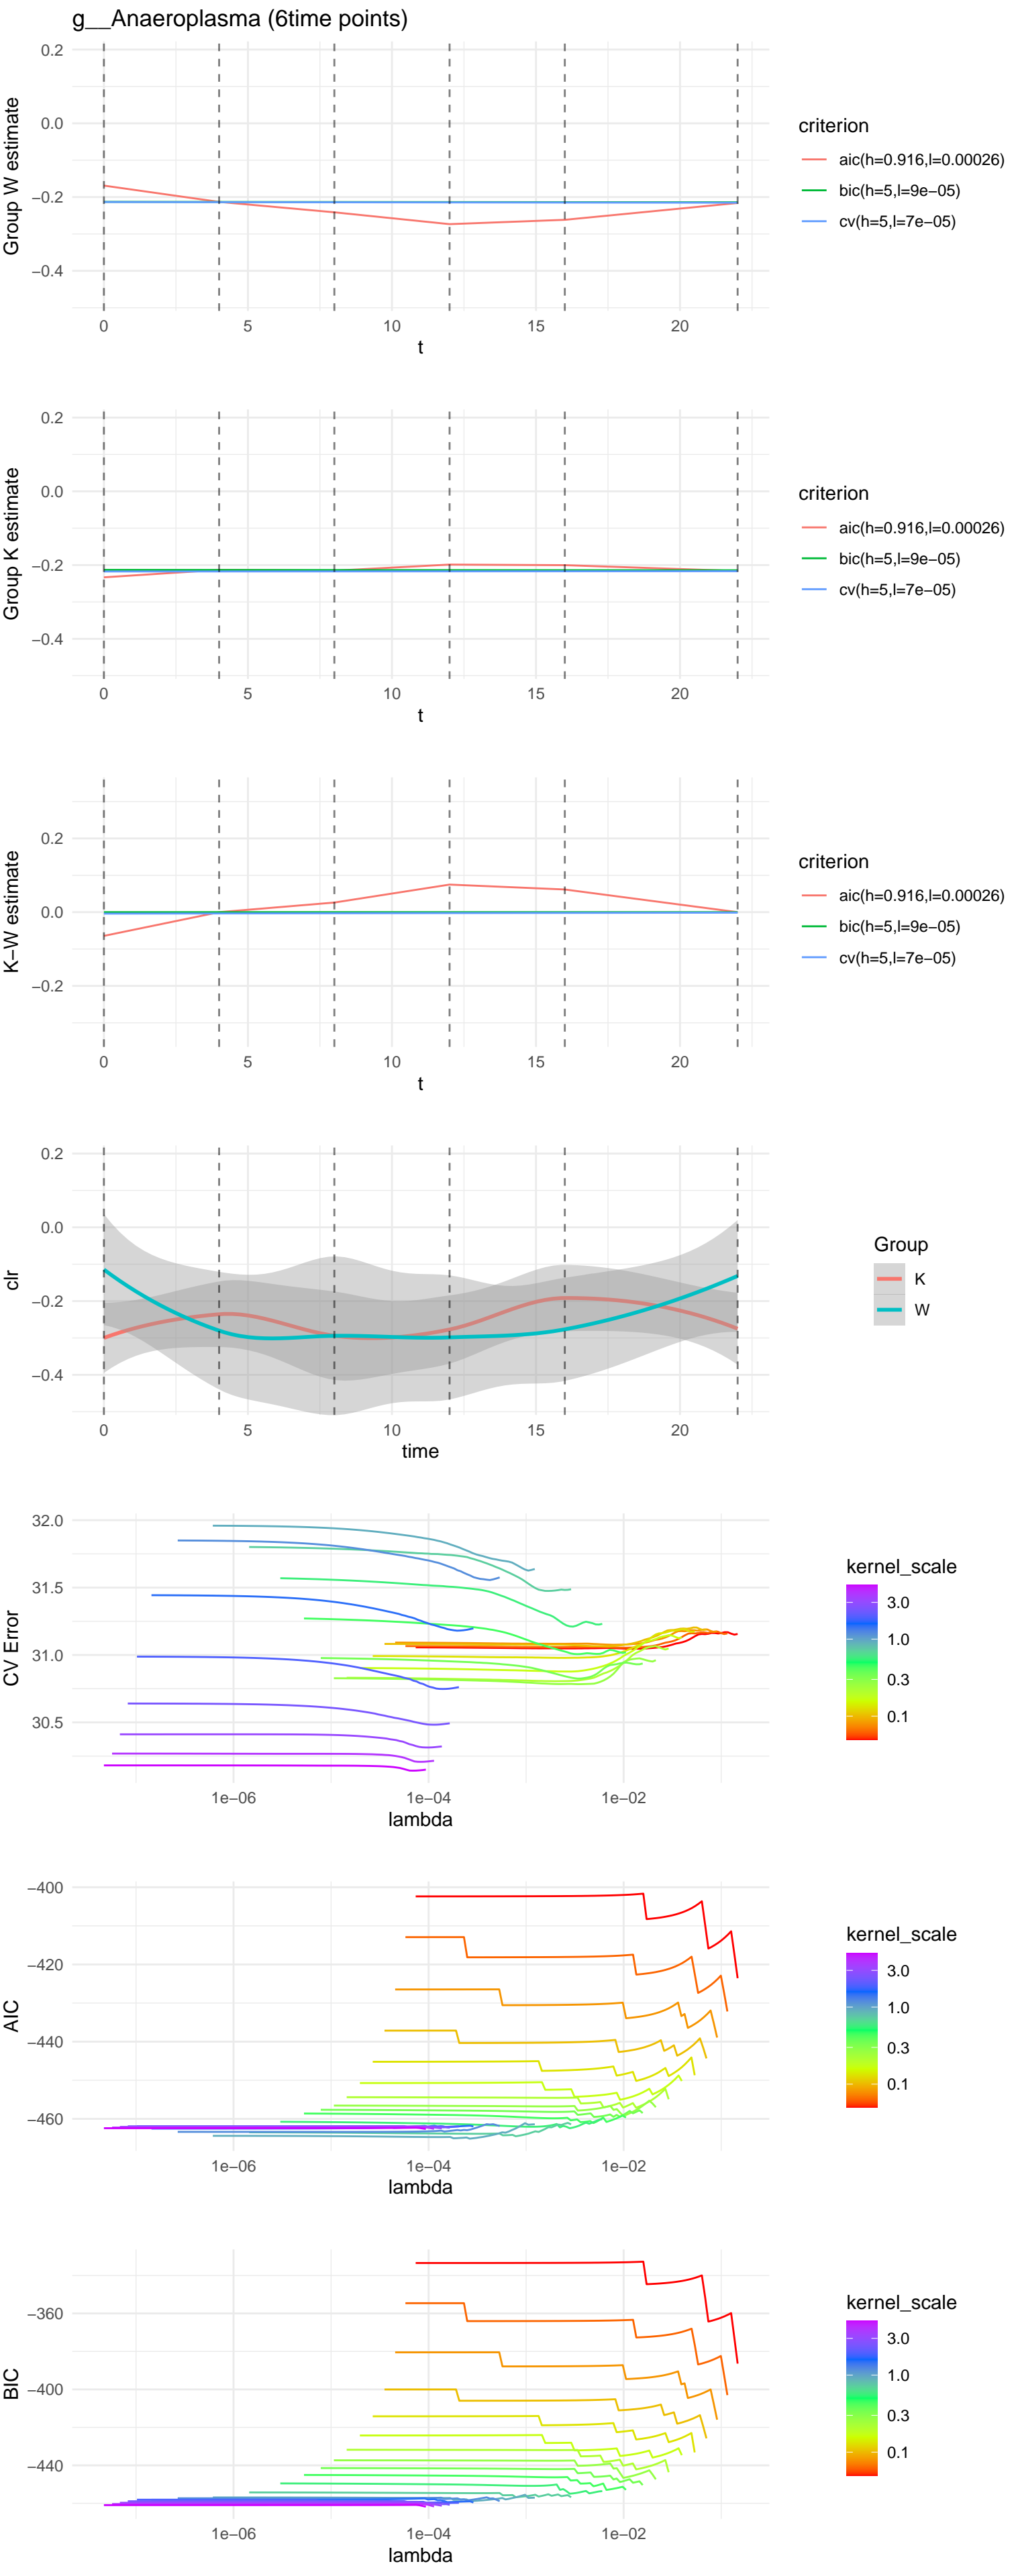 g__Anaeroplasma (6time points)
Group W estimate
0.2
0.0
−0.2
−0.4
0
5
10
15
20
t
criterion
aic(h=0.916,l=0.00026)
bic(h=5,l=9e−05)
cv(h=5,l=7e−05)
Group K estimate
0.2
0.0
−0.2
−0.4
0
5
10
15
20
t
criterion
aic(h=0.916,l=0.00026)
bic(h=5,l=9e−05)
cv(h=5,l=7e−05)
K−W estimate
0.2
0.0
−0.2
0
5
10
15
20
t
criterion
aic(h=0.916,l=0.00026)
bic(h=5,l=9e−05)
cv(h=5,l=7e−05)
clr
0.2
0.0
−0.2
−0.4
0
5
10
15
20
time
Group
K
W
CV Error
32.0
31.5
31.0
30.5
1e−06
1e−04
1e−02
lambda
kernel_scale
3.0
1.0
0.3
0.1
AIC
−400
−420
−440
−460
1e−06
1e−04
1e−02
lambda
kernel_scale
3.0
1.0
0.3
0.1
BIC
−360
−400
−440
1e−06
1e−04
1e−02
lambda
kernel_scale
3.0
1.0
0.3
0.1